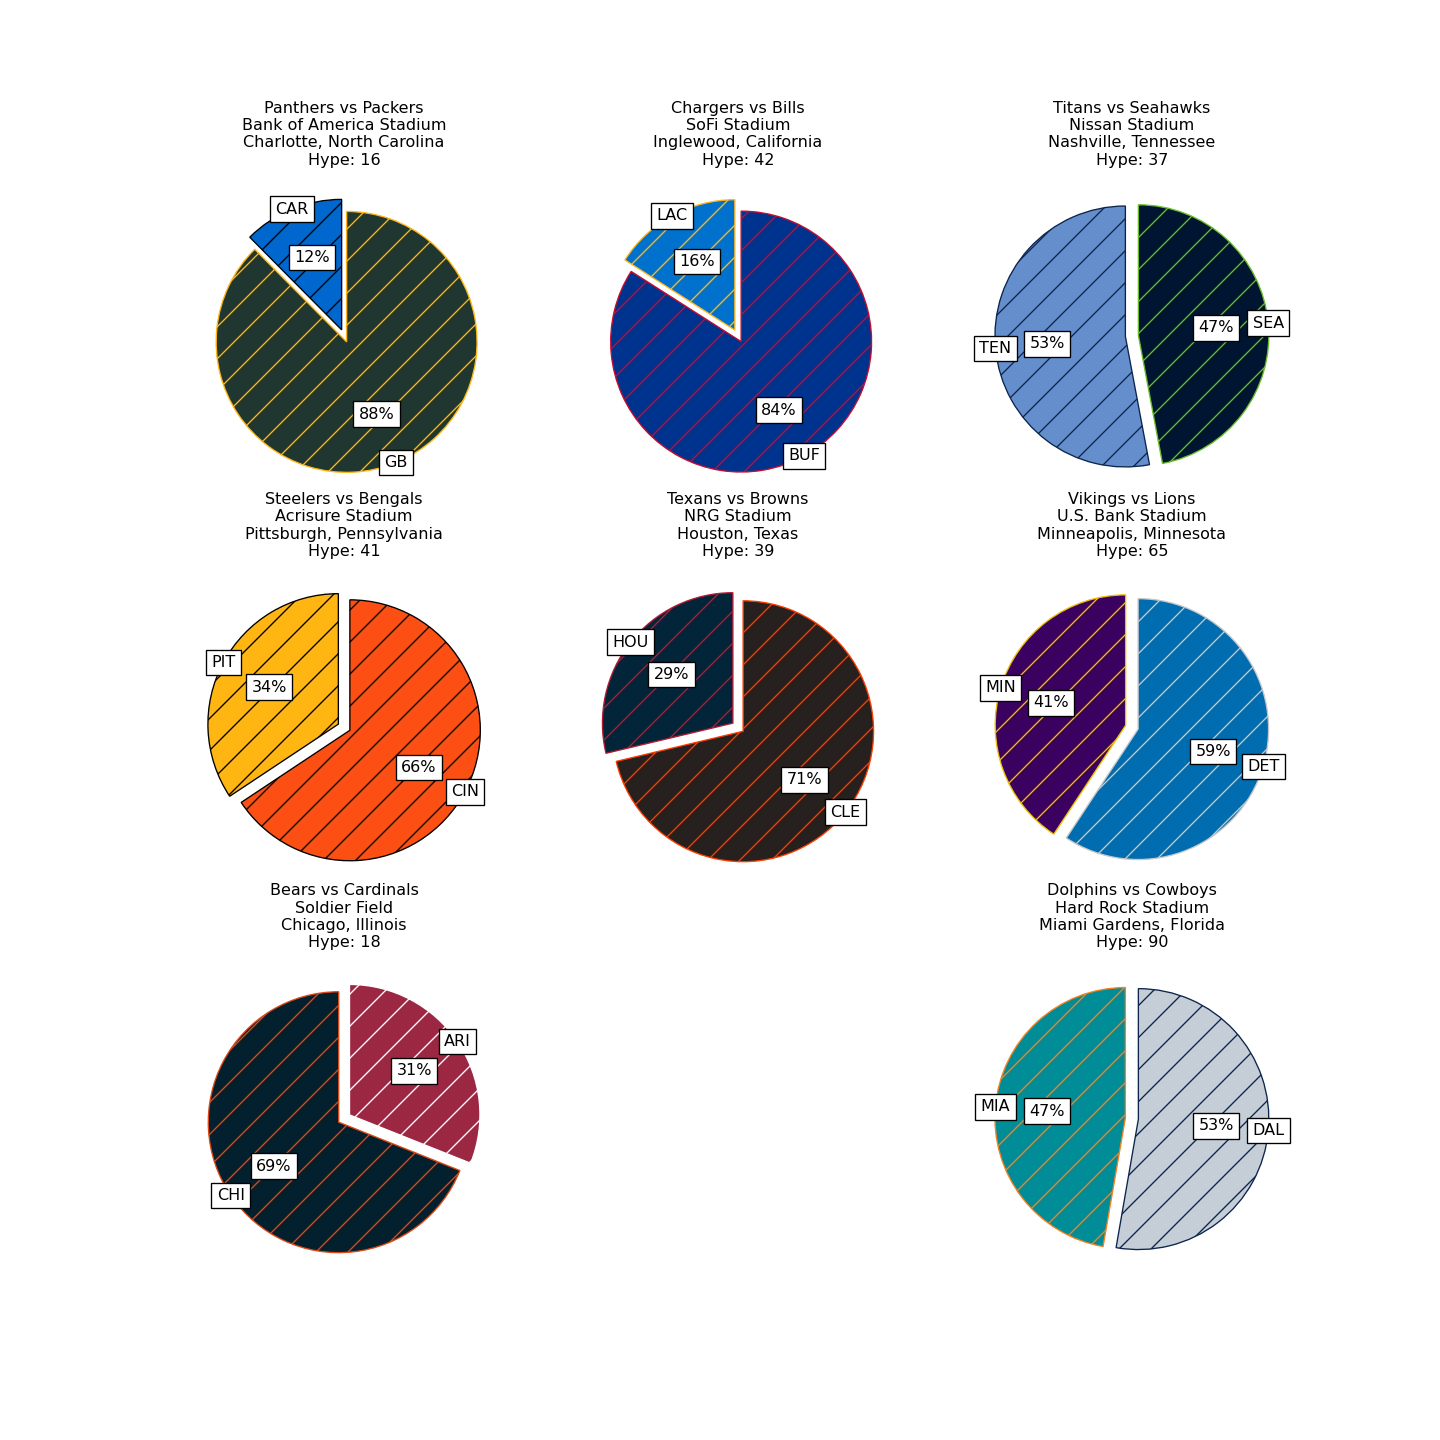 Panthers vs Packers
Bank of America Stadium
Charlotte, North Carolina
Hype: 16
CAR
12%
88%
GB
Chargers vs Bills
SoFi Stadium
Inglewood, California
Hype: 42
LAC
16%
84%
BUF
Titans vs Seahawks
Nissan Stadium
Nashville, Tennessee
Hype: 37
TEN
53%
47%
SEA
Steelers vs Bengals
Acrisure Stadium
Pittsburgh, Pennsylvania
Hype: 41
PIT
34%
66%
CIN
Texans vs Browns
NRG Stadium
Houston, Texas
Hype: 39
HOU
29%
71%
CLE
Vikings vs Lions
U.S. Bank Stadium
Minneapolis, Minnesota
Hype: 65
MIN
41%
59%
DET
Bears vs Cardinals
Soldier Field
Chicago, Illinois
Hype: 18
ARI
31%
69%
CHI
Dolphins vs Cowboys
Hard Rock Stadium
Miami Gardens, Florida
Hype: 90
MIA
47%
53%
DAL